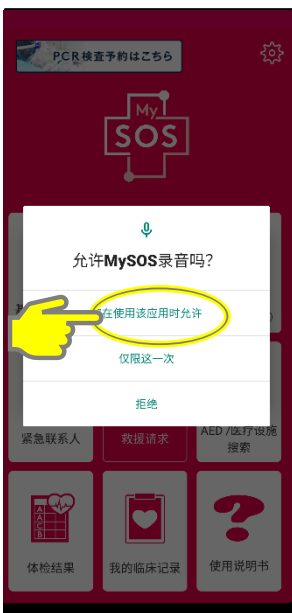 PCR検査予約はこちら
My
SOS
允许MySOS录音吗?
在使用该应用时允许
仅限这一次
拒绝
紧急联系人
救援请求
AED /医疗设施
搜索
A
A
C
B
体检结果
我的临床记录
使用说明书